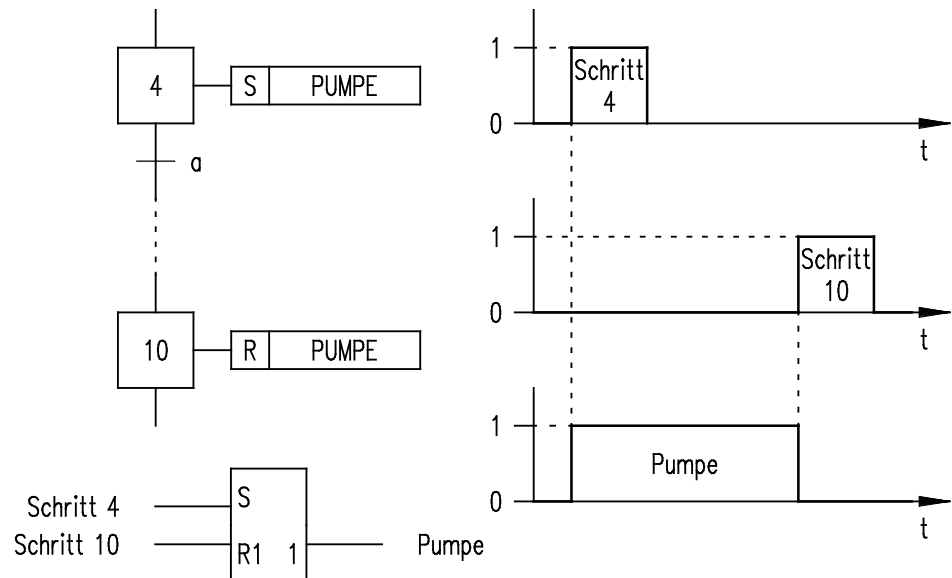 4
S PUMPE
a
10
R PUMPE
Schritt 4
Schritt 10
S
R1 1
Pumpe
1
0
Schritt
4
t
1
0
Schritt
10
t
1
0
Pumpe
t